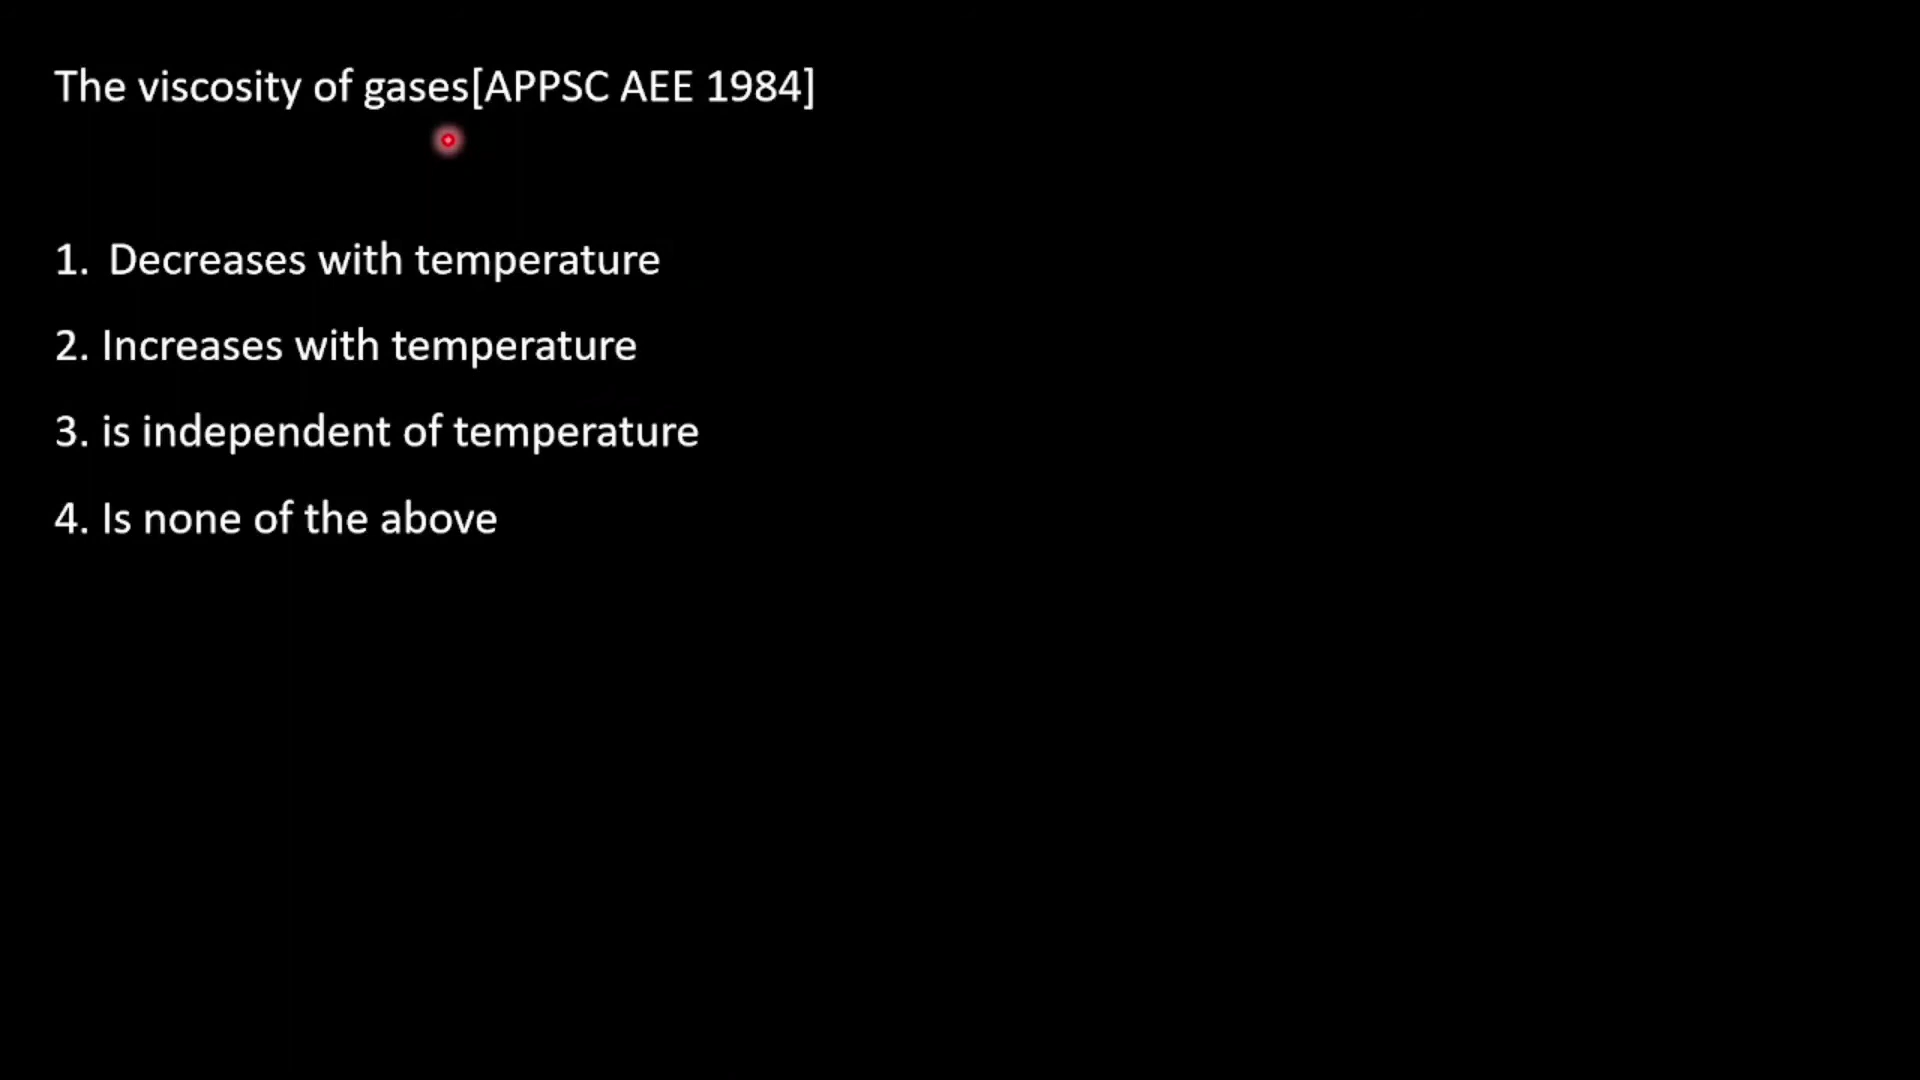 The viscosity of gases[APPSC AEE 1984]
1. Decreases with temperature
2. Increases with temperature
3. is independent of temperature
4. Is none of the above